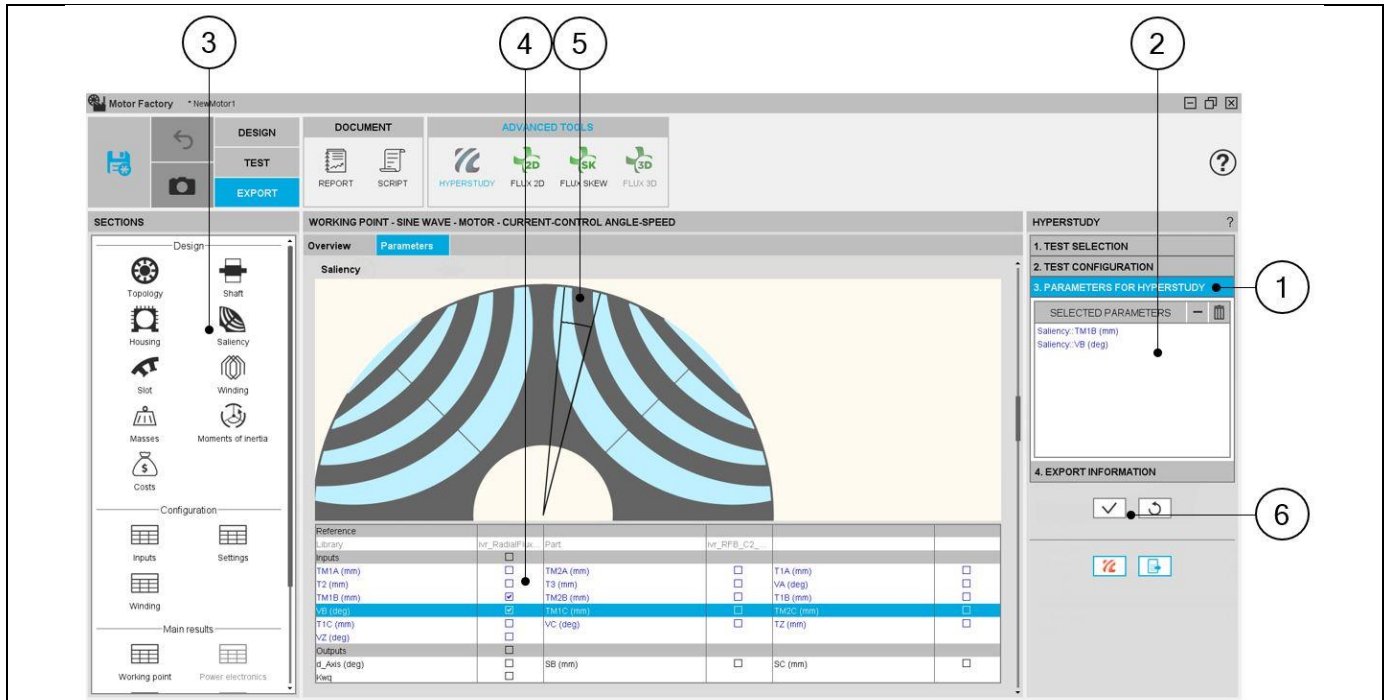 3
4
5
2
Motor Factory * NewMotor1
DESIGN
TEST
EXPORT
DOCUMENT
REPORT SCRIPT
ADVANCED TOOLS
2D SK 3D
HYPERSTUDY FLUX 2D FLUX SKEW FLUX 3D
?
SECTIONS
Design
Topology Shaft
Housing Saliency
Slot Winding
Masses Moments of inertia
$
Costs
Configuration
Inputs Settings
Winding
Main results
Working point Power electronics
WORKING POINT - SINE WAVE - MOTOR - CURRENT-CONTROL ANGLE-SPEED
Overview Parameters
Saliency
Reference
Library ivr_RadialFlux... Part ivr_RFB_C2_...
Inputs
TM1A (mm) TM2A (mm) T1A (mm)
T2 (mm) T3 (mm) VA (deg)
TM1B (mm) TM2B (mm) T1B (mm)
VB (deg) TM1C (mm) TM2C (mm)
T1C (mm) VC (deg) TZ (mm)
VZ (deg)
Outputs
d_Axis (deg) SB (mm) SC (mm)
Kwq
HYPERSTUDY ?
1. TEST SELECTION
2. TEST CONFIGURATION
3. PARAMETERS FOR HYPERSTUDY
1
SELECTED PARAMETERS
Saliency::TM1B (mm)
Saliency::VB (deg)
4. EXPORT INFORMATION
6